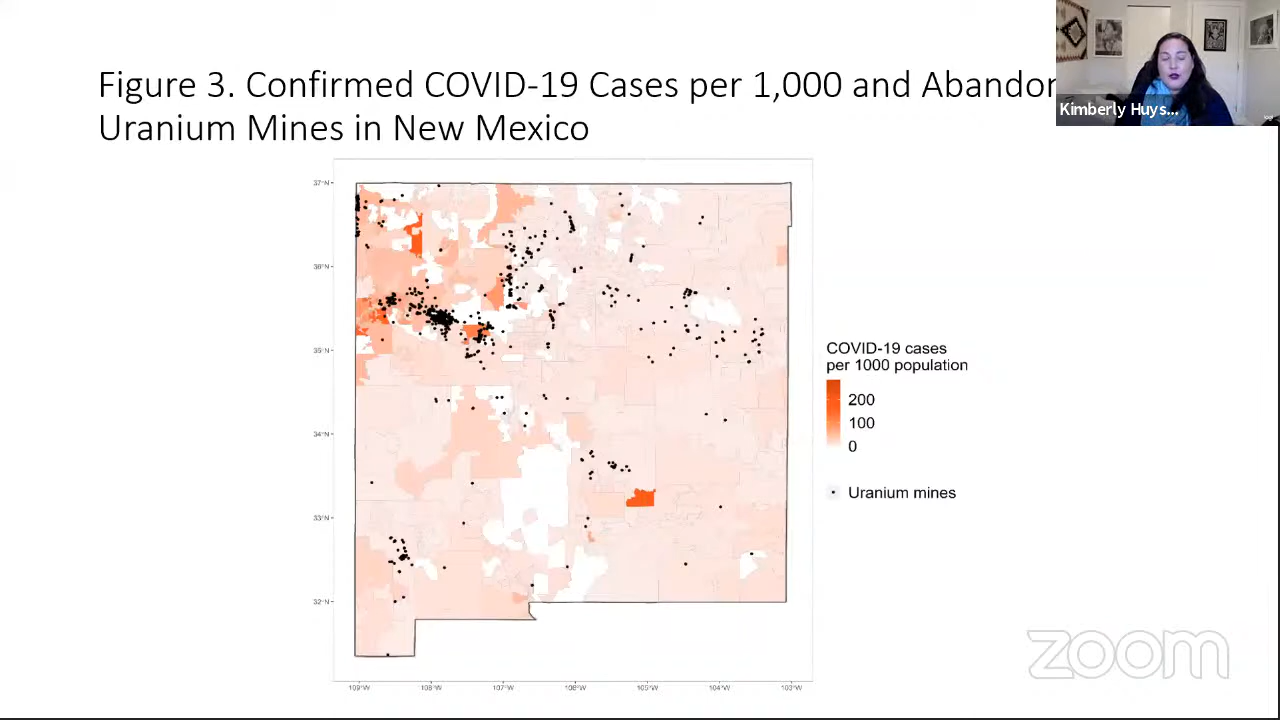 Figure 3. Confirmed COVID-19 Cases per 1,000 and Abandon
Uranium Mines in New Mexico
Kimberly Huys...
37°N
36°N
35°N
34°N
33°N
32°N
109°W
108°W
107°W
106°W
105°W
104°W
103°W
COVID-19 cases
per 1000 population
200
100
0
Uranium mines
zoom